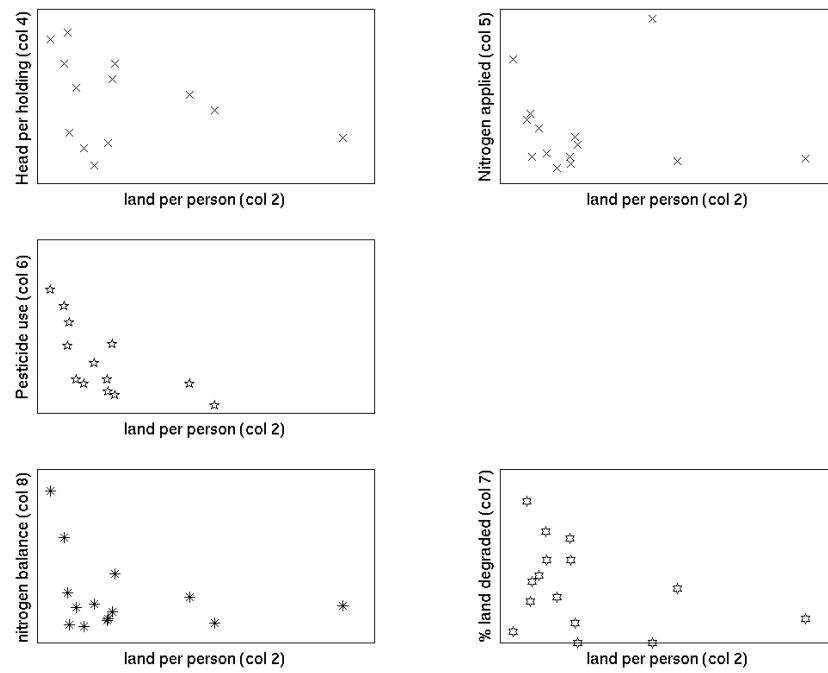 Head per holding (col 4)
land per person (col 2)
Nitrogen applied (col 5)
land per person (col 2)
Pesticide use (col 6)
land per person (col 2)
nitrogen balance (col 8)
land per person (col 2)
% land degraded (col 7)
land per person (col 2)